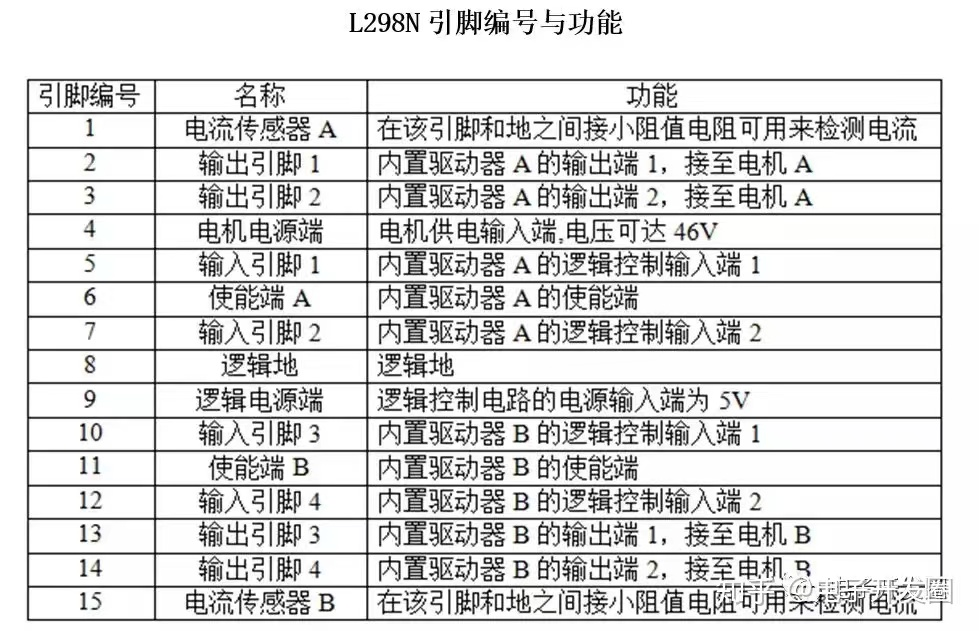 L298N 引脚编号与功能
引脚编号 名称 功能
1 电流传感器 A 在该引脚和地之间接小阻值电阻可用来检测电流
2 输出引脚 1 内置驱动器 A 的输出端 1，接至电机 A
3 输出引脚 2 内置驱动器 A 的输出端 2，接至电机 A
4 电机电源端 电机供电输入端,电压可达 46V
5 输入引脚 1 内置驱动器 A 的逻辑控制输入端 1
6 使能端 A 内置驱动器 A 的使能端
7 输入引脚 2 内置驱动器 A 的逻辑控制输入端 2
8 逻辑地 逻辑地
9 逻辑电源端 逻辑控制电路的电源输入端为 5V
10 输入引脚 3 内置驱动器 B 的逻辑控制输入端 1
11 使能端 B 内置驱动器 B 的使能端
12 输入引脚 4 内置驱动器 B 的逻辑控制输入端 2
13 输出引脚 3 内置驱动器 B 的输出端 1，接至电机 B
14 输出引脚 4 内置驱动器 B 的输出端 2，接至电机 B
知乎 @电子开发圈
15 电流传感器 B 在该引脚和地之间接小阻值电阻可用来检测电流